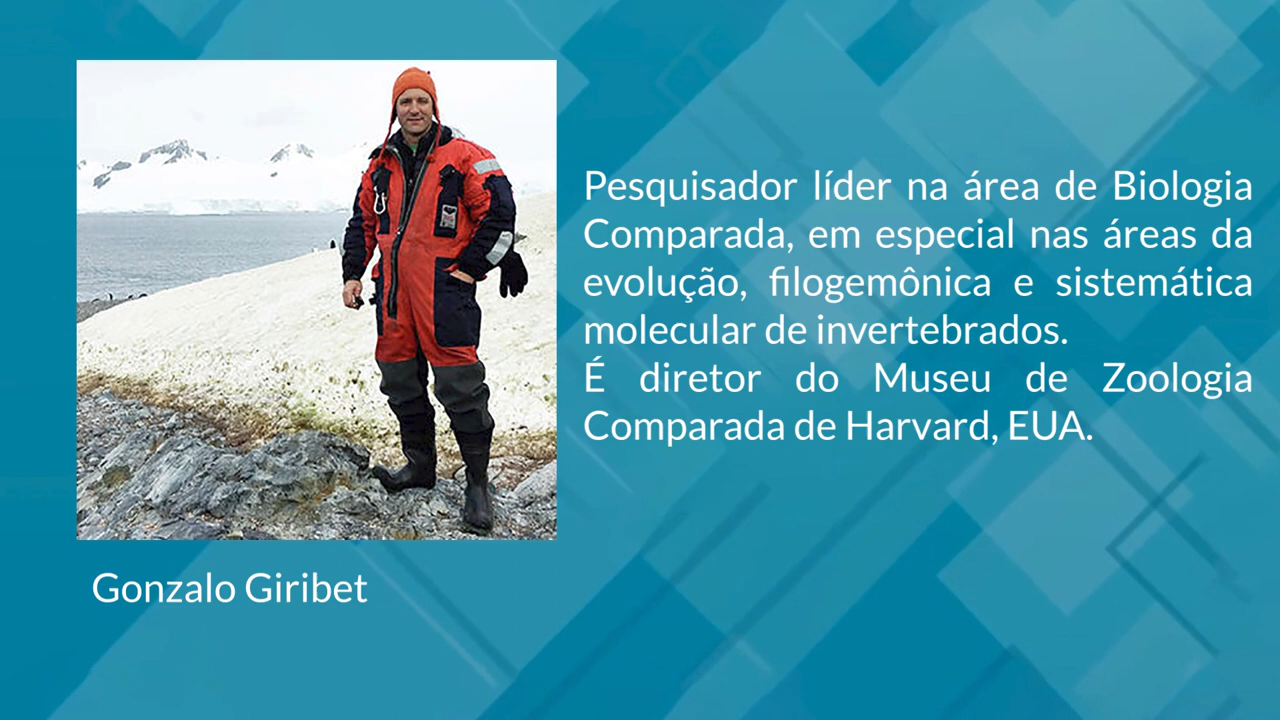 Pesquisador líder na área de Biologia
Comparada, em especial nas áreas da
evolução, filogemônica e sistemática
molecular de invertebrados.
É diretor do Museu de Zoologia
Comparada de Harvard, EUA.
Gonzalo Giribet